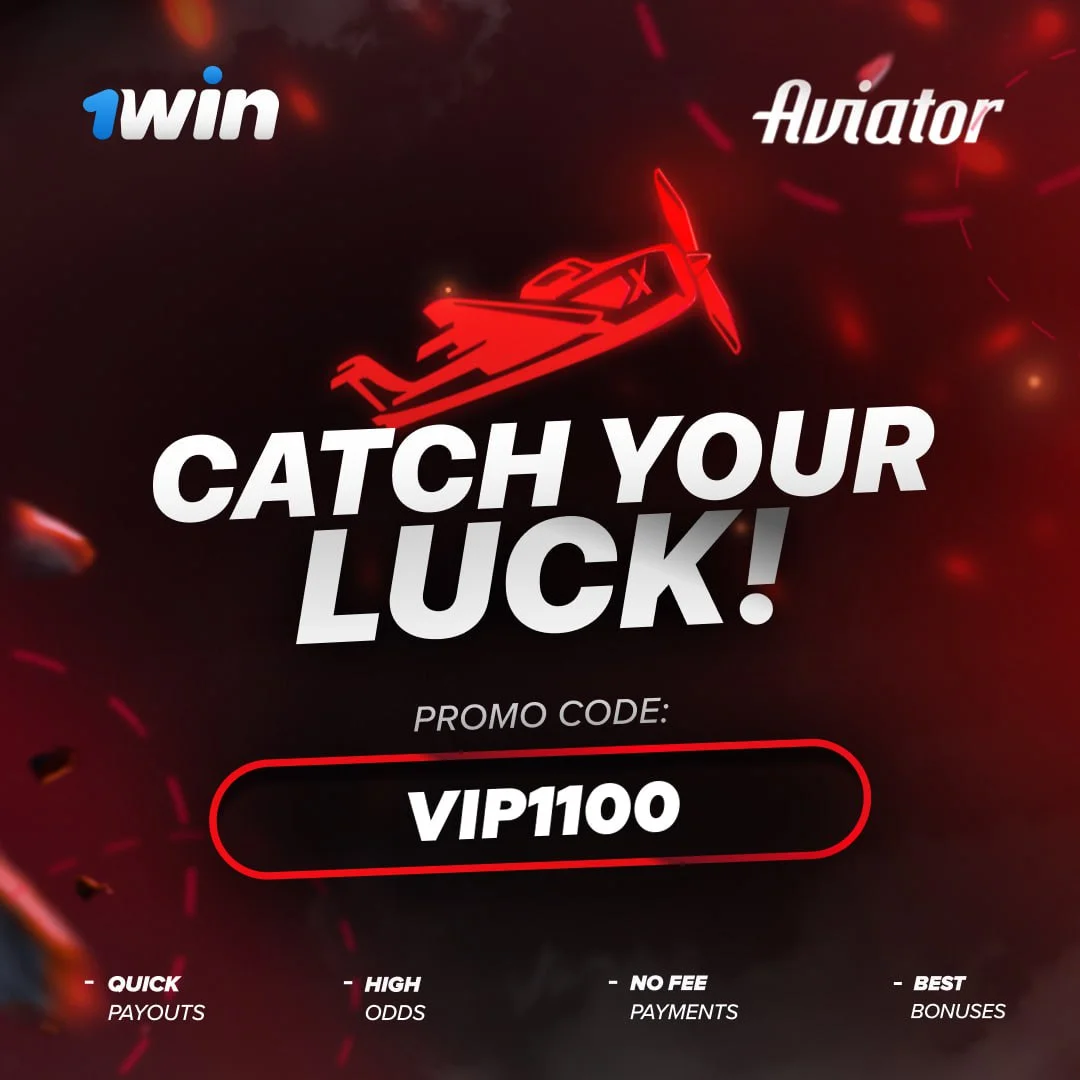 1win
Aviator
CATCH YOUR
LUCK!
PROMO CODE:
VIP1100
- QUICK
PAYOUTS
- HIGH
ODDS
- NO FEE
PAYMENTS
- BEST
BONUSES